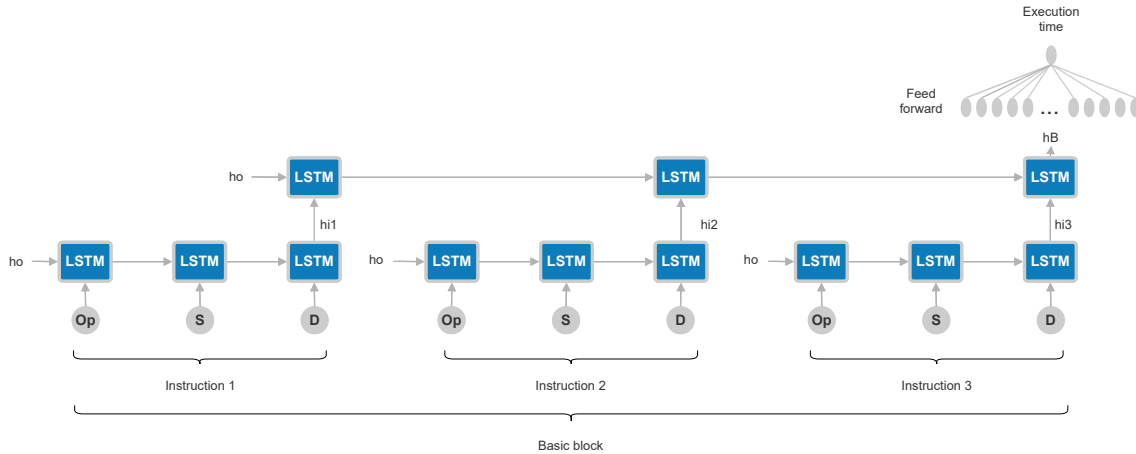 Execution
time
Feed
forward
...
hB
ho
LSTM
LSTM
LSTM
hi1
hi2
hi3
ho
LSTM
LSTM
LSTM
ho
LSTM
LSTM
LSTM
ho
LSTM
LSTM
LSTM
Op
S
D
Op
S
D
Op
S
D
Instruction 1
Instruction 2
Instruction 3
Basic block